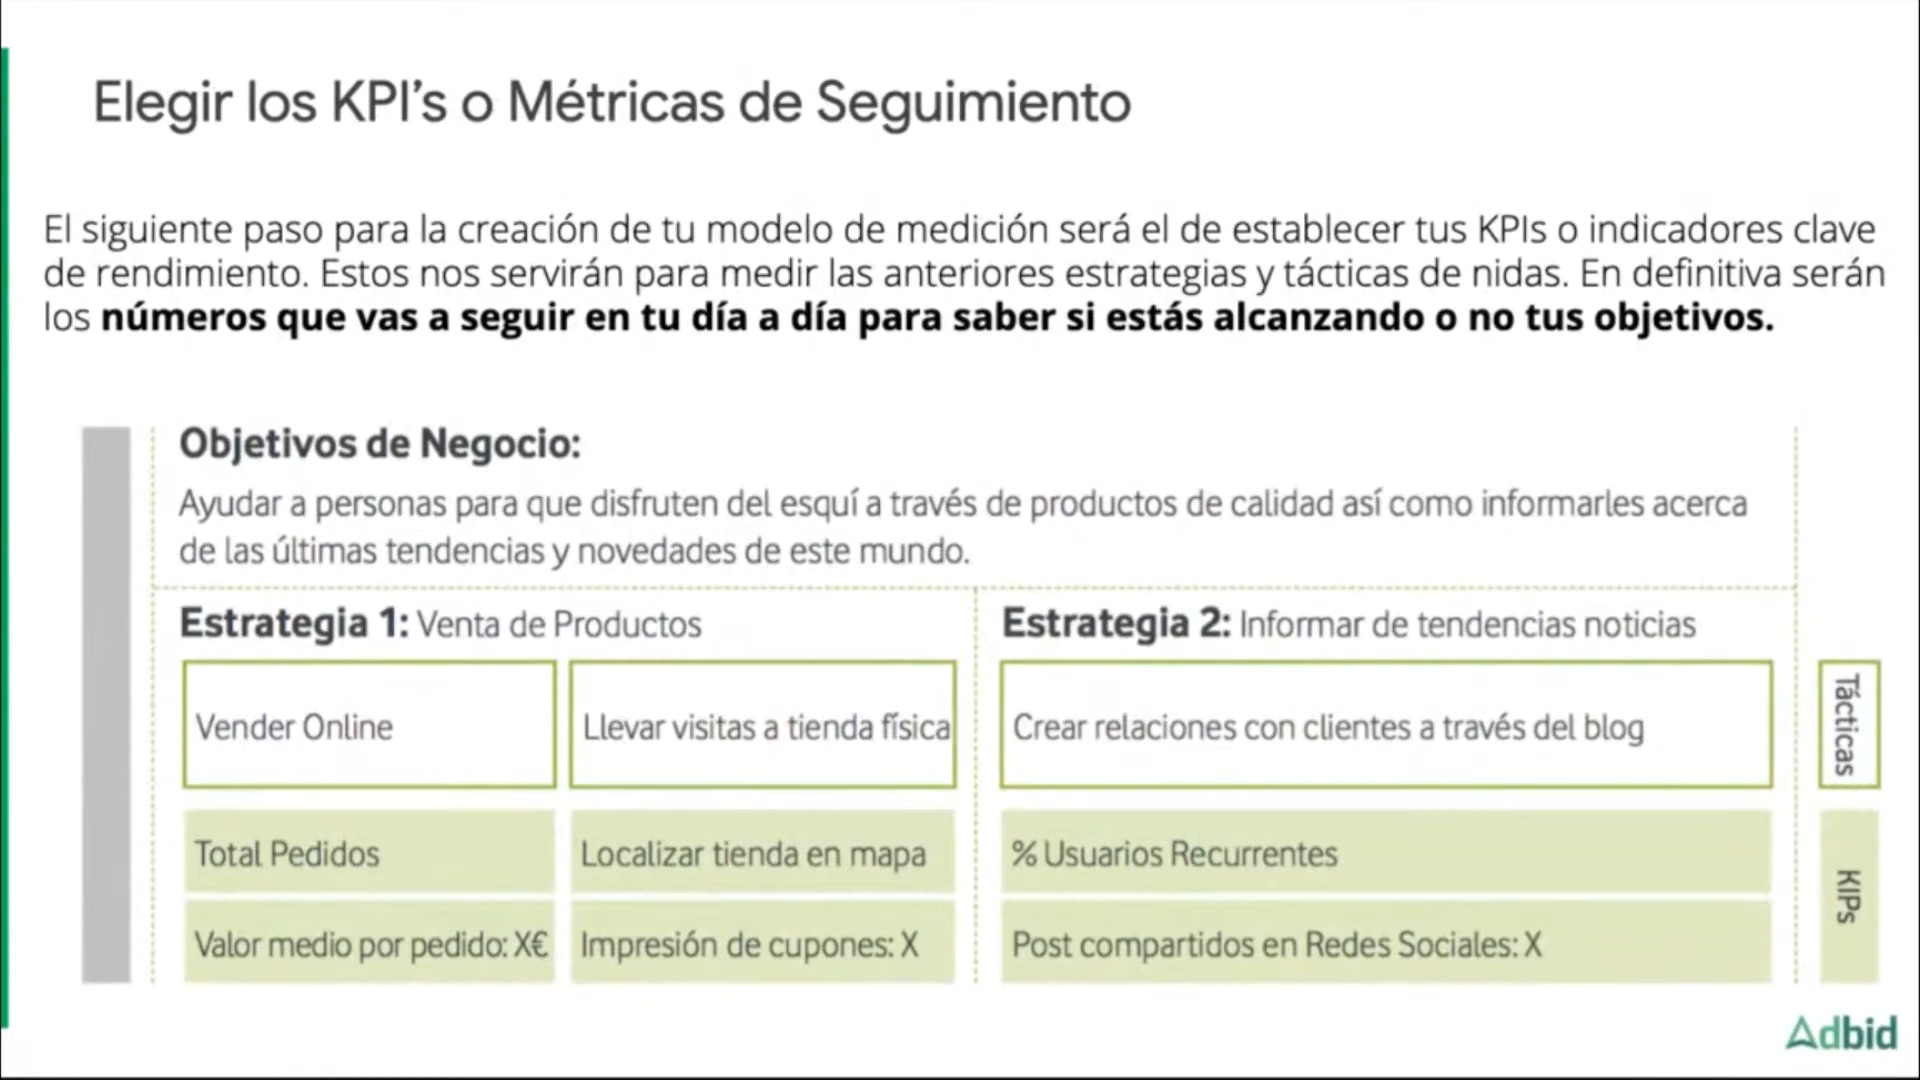 Elegir los KPI's o Métricas de Seguimiento
El siguiente paso para la creación de tu modelo de medición será el de establecer tus KPIs o indicadores clave
de rendimiento. Estos nos servirán para medir las anteriores estrategias y tácticas de nidas. En definitiva serán
los números que vas a seguir en tu día a día para saber si estás alcanzando o no tus objetivos.
Objetivos de Negocio:
Ayudar a personas para que disfruten del esquí a través de productos de calidad así como informarles acerca
de las últimas tendencias y novedades de este mundo.
Estrategia 1: Venta de Productos
Estrategia 2: Informar de tendencias noticias
Vender Online
Llevar visitas a tienda física
Crear relaciones con clientes a través del blog
Tácticas
Total Pedidos
Localizar tienda en mapa
% Usuarios Recurrentes
Valor medio por pedido: X€
Impresión de cupones: X
Post compartidos en Redes Sociales: X
KIPs
Adbid